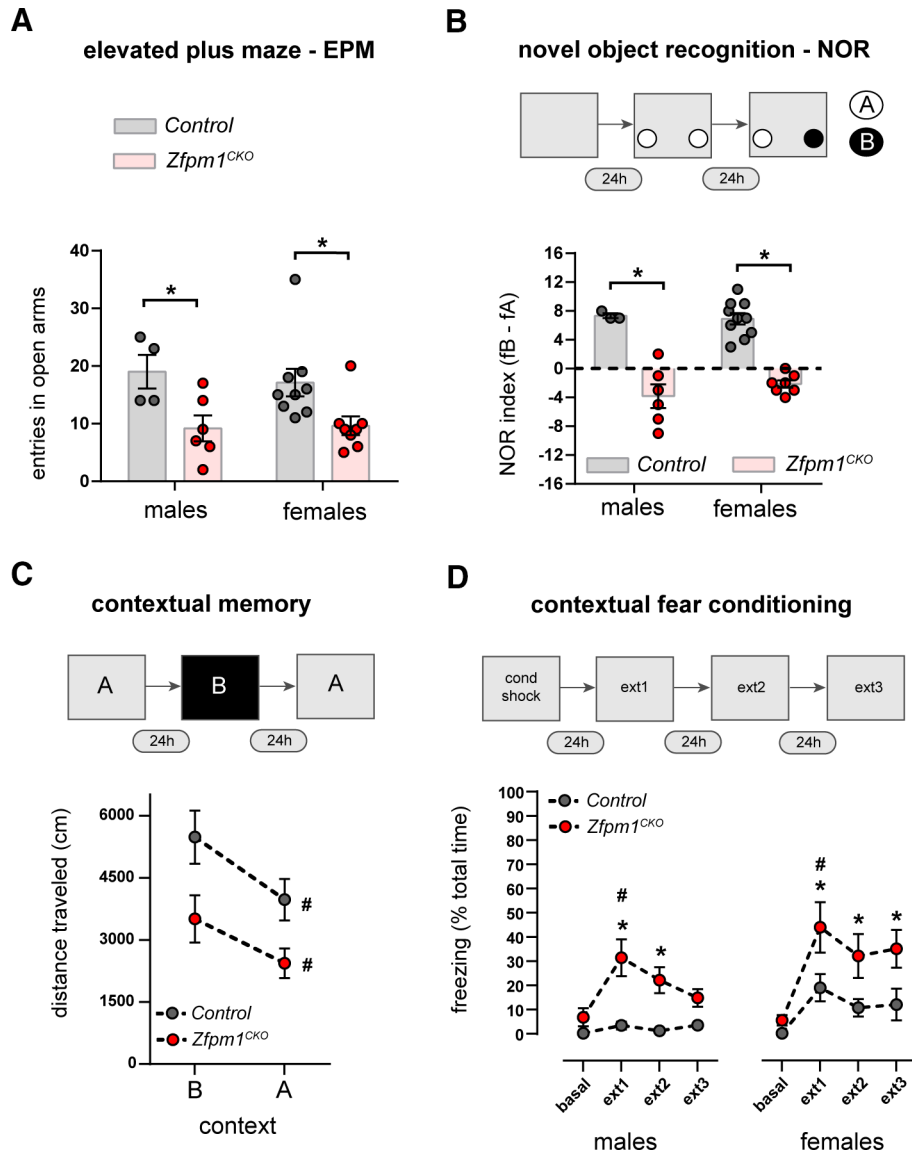 A
elevated plus maze - EPM
Control
Zfpm1CKO
entries in open arms
40
30
20
10
0
*
*
males
females
B
novel object recognition - NOR
A
B
24h
24h
NOR index (fB - fA)
16
12
8
4
0
-4
-8
-12
-16
*
*
Control
Zfpm1CKO
males
females
C
contextual memory
A
B
A
24h
24h
distance traveled (cm)
6000
4500
3000
1500
0
#
#
Control
Zfpm1CKO
B
A
context
D
contextual fear conditioning
cond
shock
ext1
ext2
ext3
24h
24h
24h
freezing (% total time)
100
90
80
70
60
50
40
30
20
10
0
Control
Zfpm1CKO
#
*
*
#
*
*
*
basal
ext1
ext2
ext3
basal
ext1
ext2
ext3
males
females